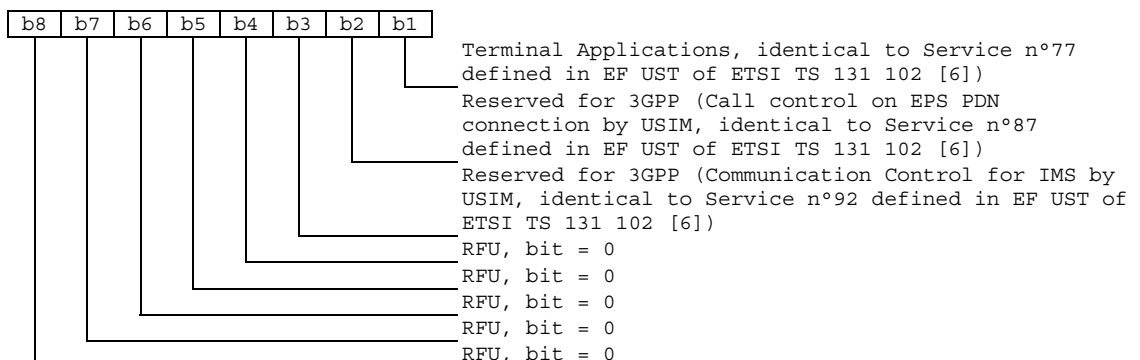 b8 b7 b6 b5 b4 b3 b2 b1
Terminal Applications, identical to Service n°77
defined in EF UST of ETSI TS 131 102 [6])
Reserved for 3GPP (Call control on EPS PDN
connection by USIM, identical to Service n°87
defined in EF UST of ETSI TS 131 102 [6])
Reserved for 3GPP (Communication Control for IMS by
USIM, identical to Service n°92 defined in EF UST of
ETSI TS 131 102 [6])
RFU, bit = 0
RFU, bit = 0
RFU, bit = 0
RFU, bit = 0
RFU, bit = 0